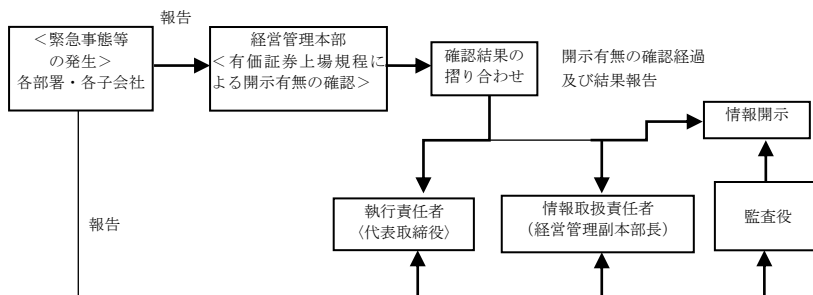 報告
＜緊急事態等
の発生＞
各部署・各子会社
経営管理本部
＜有価証券上場規程に
よる開示有無の確認＞
確認結果の
摺り合わせ
開示有無の確認経過
及び結果報告
情報開示
報告
執行責任者
〈代表取締役〉
情報取扱責任者
（経営管理副本部長）
監査役